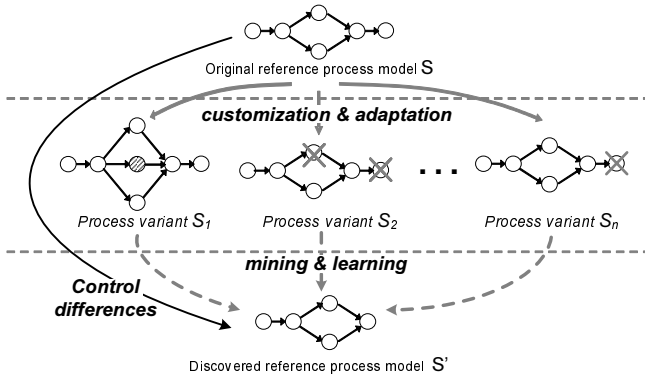 Original reference process model S
customization & adaptation
Process variant S1
Process variant S2
...
Process variant Sn
mining & learning
Control
differences
Discovered reference process model S'